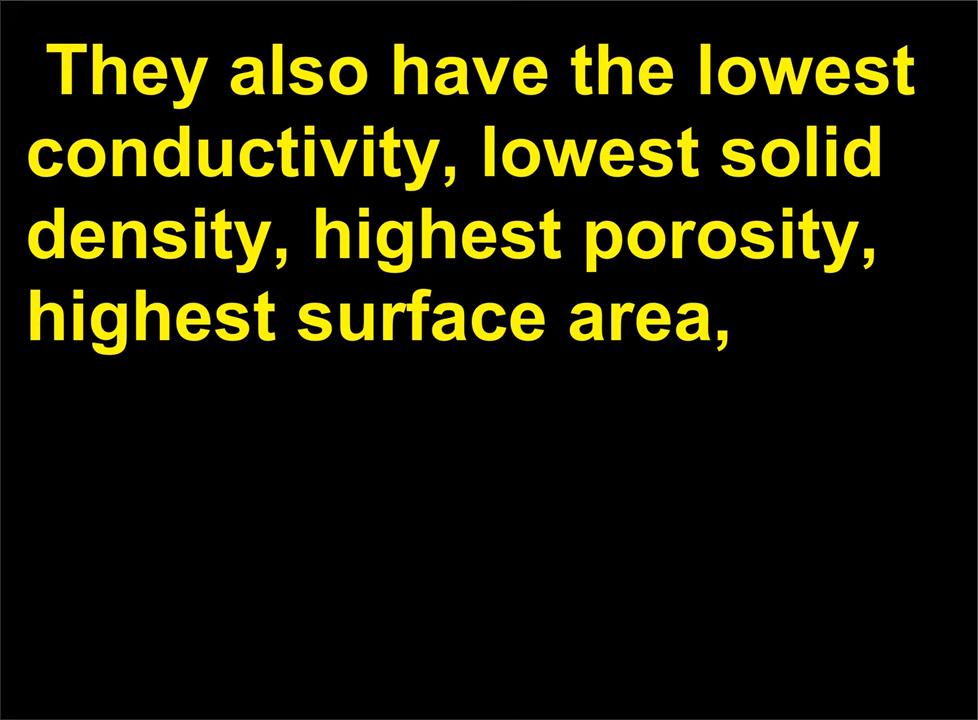 They also have the lowest
conductivity, lowest solid
density, highest porosity,
highest surface area,